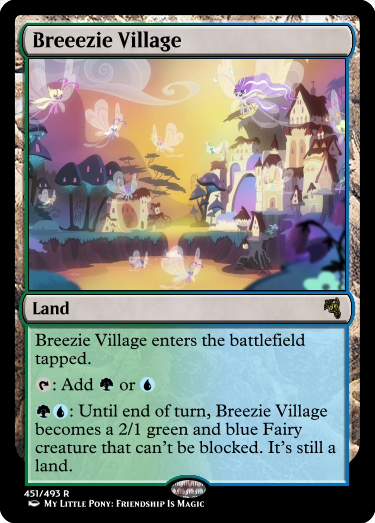 Breeezie Village
Land
Breezie Village enters the battlefield
tapped.
: Add or
: Until end of turn, Breezie Village
becomes a 2/1 green and blue Fairy
creature that can't be blocked. It's still a
land.
451/493 R
My Little Pony: Friendship Is Magic